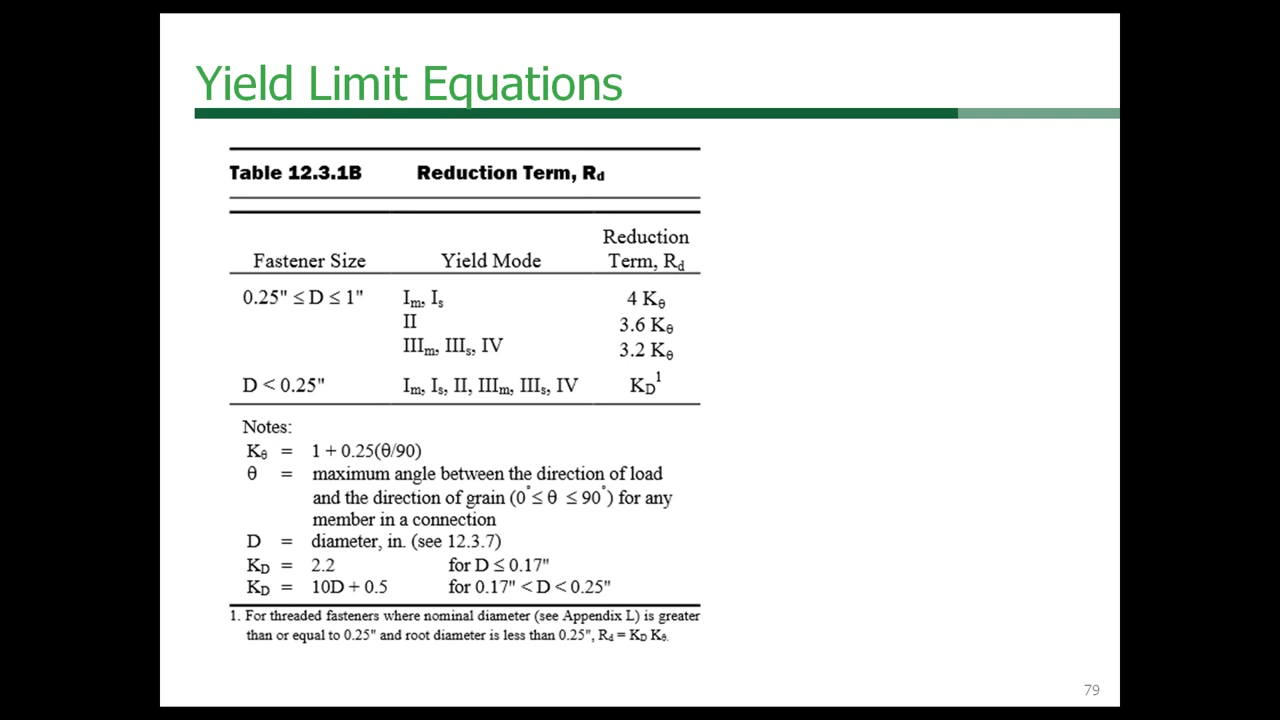 Yield Limit Equations
Table 12.3.1B Reduction Term, Rd
Fastener Size Yield Mode Reduction Term, Rd
0.25" ≤ D ≤ 1" Im, Is 4 Kθ
II 3.6 Kθ
IIIm, IIIs, IV 3.2 Kθ
D < 0.25" Im, Is, II, IIIm, IIIs, IV KD¹
Notes:
Kθ = 1 + 0.25(θ/90)
θ = maximum angle between the direction of load
and the direction of grain (0° ≤ θ ≤ 90°) for any
member in a connection
D = diameter, in. (see 12.3.7)
KD = 2.2 for D ≤ 0.17"
KD = 10D + 0.5 for 0.17" < D < 0.25"
1. For threaded fasteners where nominal diameter (see Appendix L) is greater
than or equal to 0.25" and root diameter is less than 0.25", Rd = KD Kθ.
79